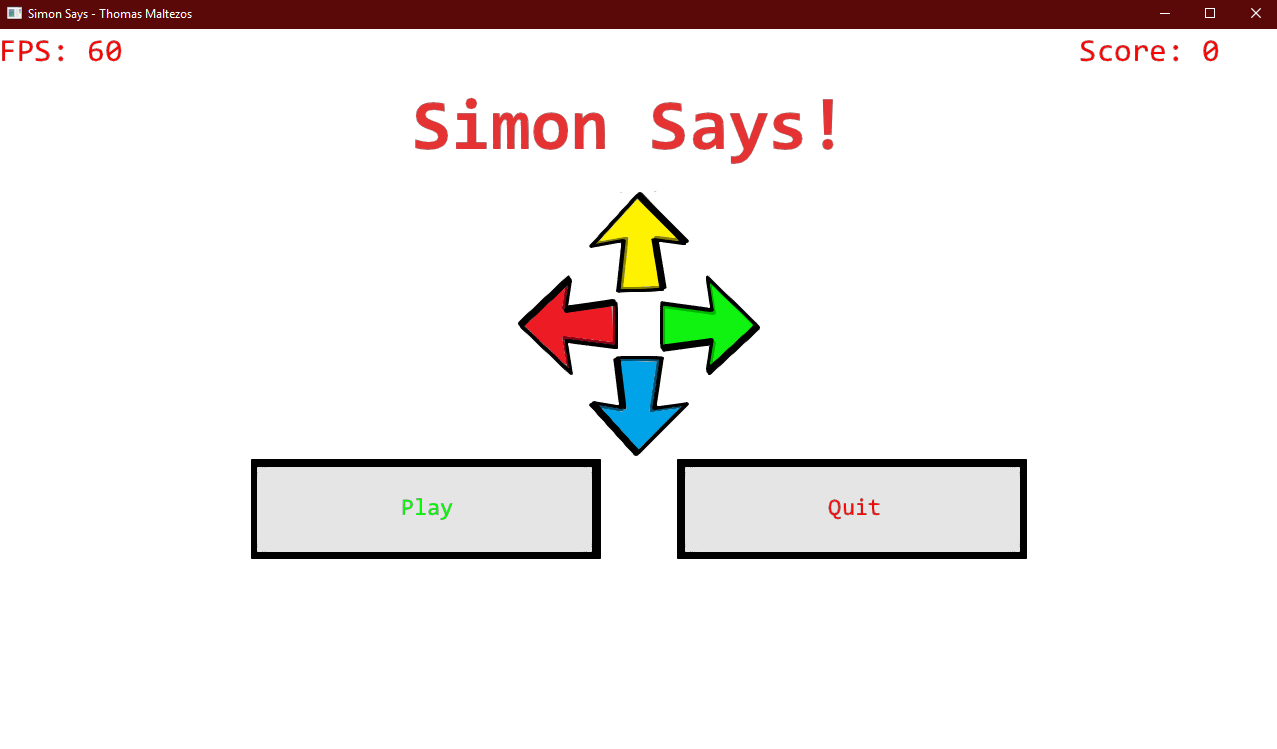 Simon Says - Thomas Maltezos
FPS: 60
Score: 0
Simon Says!
Play
Quit